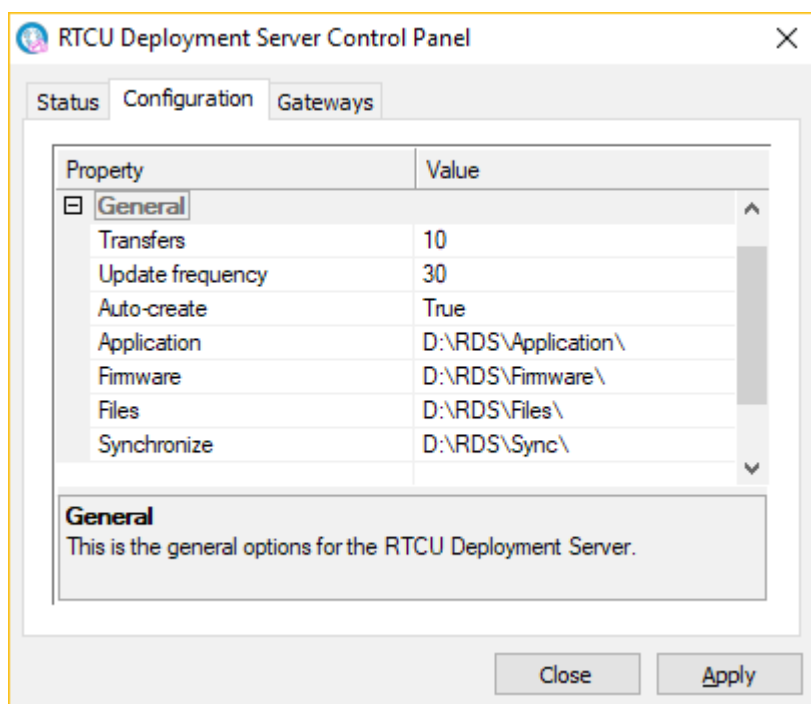 RTCU Deployment Server Control Panel
Status Configuration Gateways
Property Value
General
Transfers 10
Update frequency 30
Auto-create True
Application D:\RDS\Application\
Firmware D:\RDS\Firmware\
Files D:\RDS\Files\
Synchronize D:\RDS\Sync\
General
This is the general options for the RTCU Deployment Server.
Close Apply